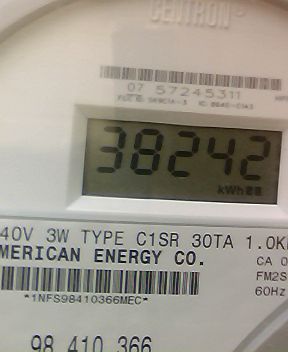 CENTRON®
07 57245311
38242
kWh
40V 3W TYPE C1SR 30TA 1.0K
MERICAN ENERGY CO.
CA 0
FM2S
60Hz
*1NFS98410366MEC*
98 410 366